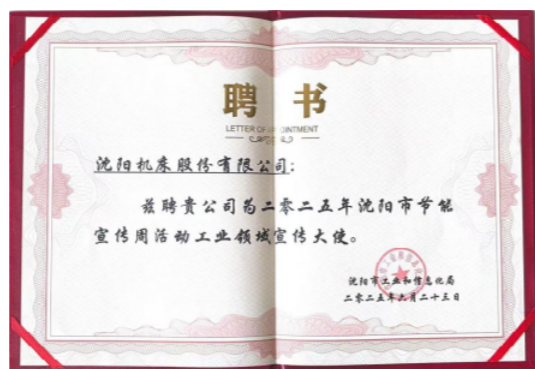 聘 书
LETTER OF APPOINTMENT
沈阳机床股份有限公司：
兹聘贵公司为二零二五年沈阳市节能
宣传周活动工业领域宣传大使。
沈阳市工业和信息化局
二零二五年六月二十三日